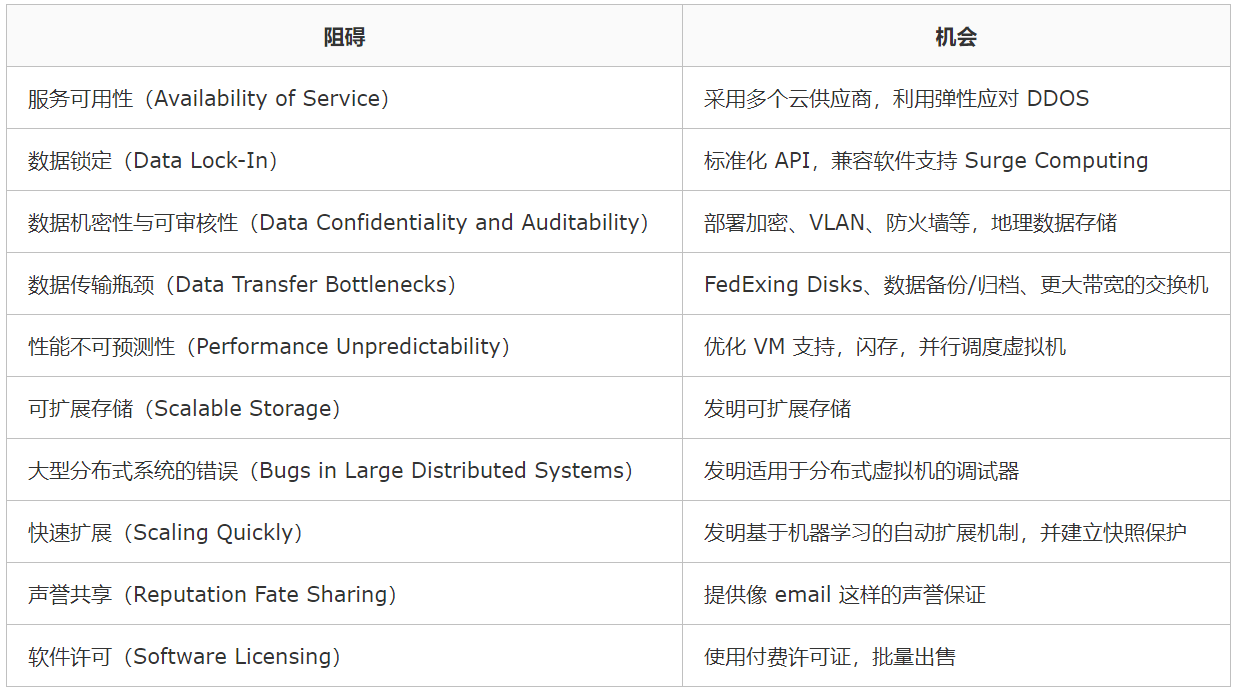 阻碍 机会
服务可用性（Availability of Service） 采用多个云供应商，利用弹性应对 DDOS
数据锁定（Data Lock-In） 标准化 API，兼容软件支持 Surge Computing
数据机密性与可审核性（Data Confidentiality and Auditability） 部署加密、VLAN、防火墙等，地理数据存储
数据传输瓶颈（Data Transfer Bottlenecks） FedExing Disks、数据备份/归档、更大带宽的交换机
性能不可预测性（Performance Unpredictability） 优化 VM 支持，闪存，并行调度虚拟机
可扩展存储（Scalable Storage） 发明可扩展存储
大型分布式系统的错误（Bugs in Large Distributed Systems） 发明适用于分布式虚拟机的调试器
快速扩展（Scaling Quickly） 发明基于机器学习的自动扩展机制，并建立快照保护
声誉共享（Reputation Fate Sharing） 提供像 email 这样的声誉保证
软件许可（Software Licensing） 使用付费许可证，批量出售